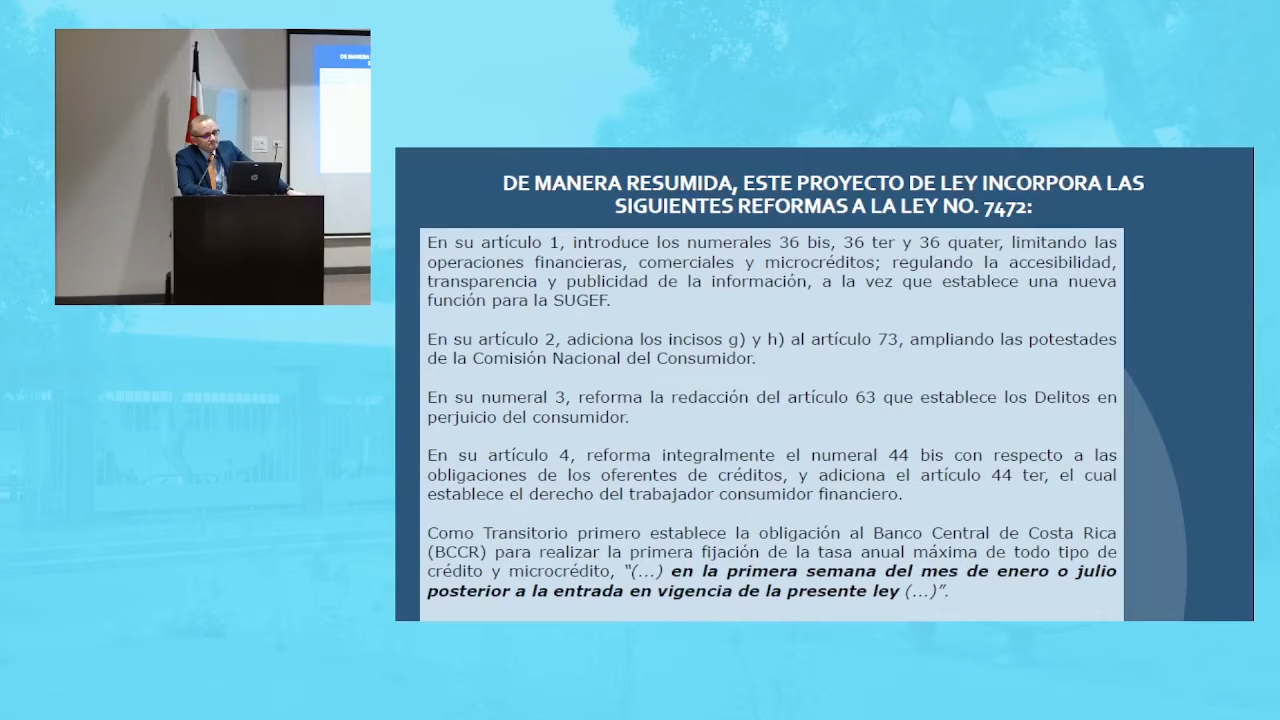 DE MANERA RESUMIDA, ESTE PROYECTO DE LEY INCORPORA LAS
SIGUIENTES REFORMAS A LA LEY NO. 7472:
En su artículo 1, introduce los numerales 36 bis, 36 ter y 36 quater, limitando las
operaciones financieras, comerciales y microcréditos; regulando la accesibilidad,
transparencia y publicidad de la información, a la vez que establece una nueva
función para la SUGEF.
En su artículo 2, adiciona los incisos g) y h) al artículo 73, ampliando las potestades
de la Comisión Nacional del Consumidor.
En su numeral 3, reforma la redacción del artículo 63 que establece los Delitos en
perjuicio del consumidor.
En su artículo 4, reforma integralmente el numeral 44 bis con respecto a las
obligaciones de los oferentes de créditos, y adiciona el artículo 44 ter, el cual
establece el derecho del trabajador consumidor financiero.
Como Transitorio primero establece la obligación al Banco Central de Costa Rica
(BCCR) para realizar la primera fijación de la tasa anual máxima de todo tipo de
crédito y microcrédito, “(...) en la primera semana del mes de enero o julio
posterior a la entrada en vigencia de la presente ley (...)”.